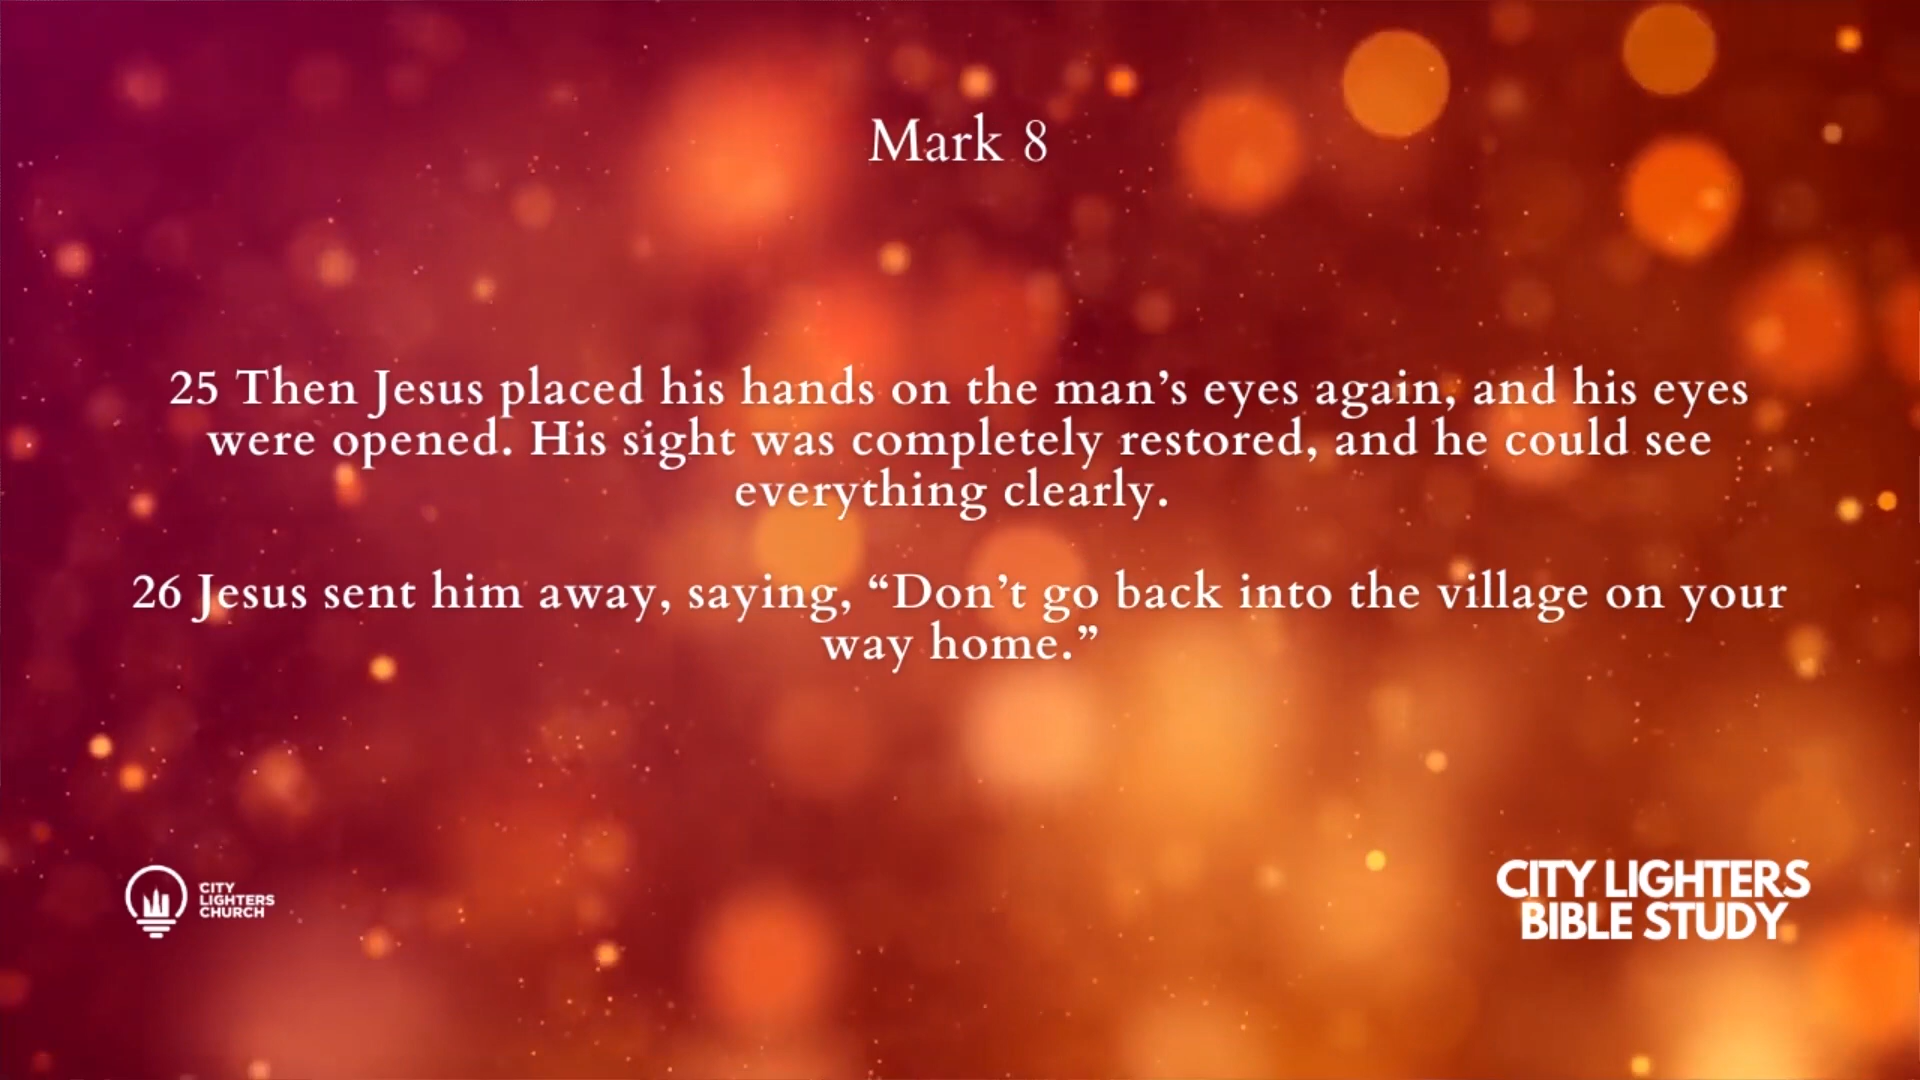 Mark 8
25 Then Jesus placed his hands on the man’s eyes again, and his eyes
were opened. His sight was completely restored, and he could see
everything clearly.
26 Jesus sent him away, saying, “Don’t go back into the village on your
way home.”
CITY
LIGHTERS
CHURCH
CITY LIGHTERS
BIBLE STUDY